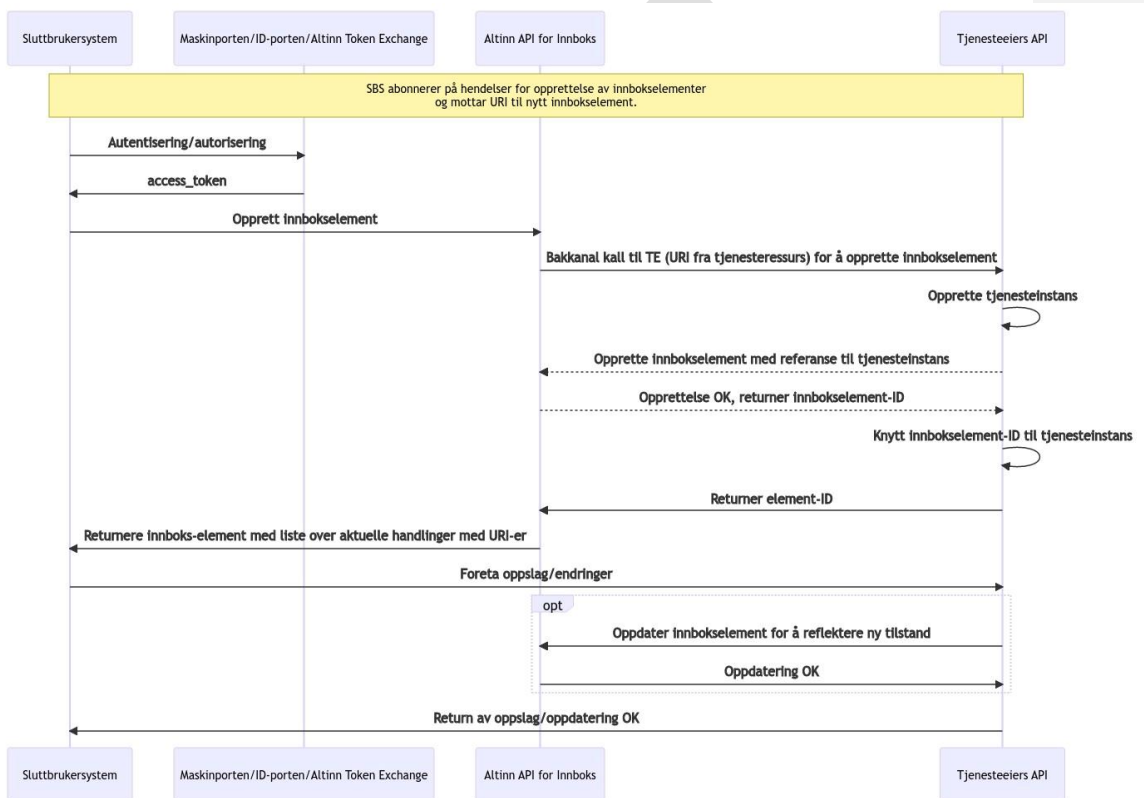 Sluttbrukersystem
Maskinporten/ID-porten/Altinn Token Exchange
Altinn API for Innboks
Tjenesteeiers API
SBS abonnerer på hendelser for opprettelse av innbokselementer
og mottar URI til nytt innbokselement.
Autentisering/autorisering
access_token
Opprett innbokselement
Bakkanal kall til TE (URI fra tjenesteressurs) for å opprette innbokselement
Opprette tjenesteinstans
Opprette innbokselement med referanse til tjenesteinstans
Opprettelse OK, returner innbokselement-ID
Knytt innbokselement-ID til tjenesteinstans
Returner element-ID
Returnere innboks-element med liste over aktuelle handlinger med URI-er
Foreta oppslag/endringer
opt
Oppdater innbokselement for å reflektere ny tilstand
Oppdatering OK
Return av oppslag/oppdatering OK
Sluttbrukersystem
Maskinporten/ID-porten/Altinn Token Exchange
Altinn API for Innboks
Tjenesteeiers API